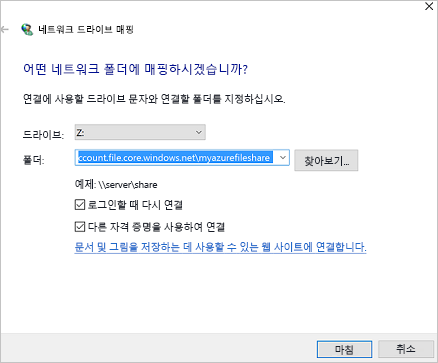 네트워크 드라이브 매핑
어떤 네트워크 폴더에 매핑하시겠습니까?
연결에 사용할 드라이브 문자와 연결할 폴더를 지정하십시오.
드라이브: Z:
폴더: ccount.file.core.windows.net\myazurefileshare 찾아보기...
예제: \\server\share
로그인할 때 다시 연결
다른 자격 증명을 사용하여 연결
문서 및 그림을 저장하는 데 사용할 수 있는 웹 사이트에 연결합니다.
마침 취소